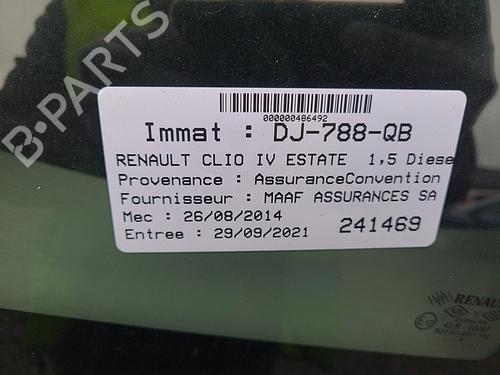 000000486492
Immat : DJ-788-QB
RENAULT CLIO IV ESTATE 1,5 Diese
Provenance : AssuranceConvention
Fournisseur : MAAF ASSURANCES SA
Mec : 26/08/2014
Entree : 29/09/2021 241469
RENAULT
B-PARTS